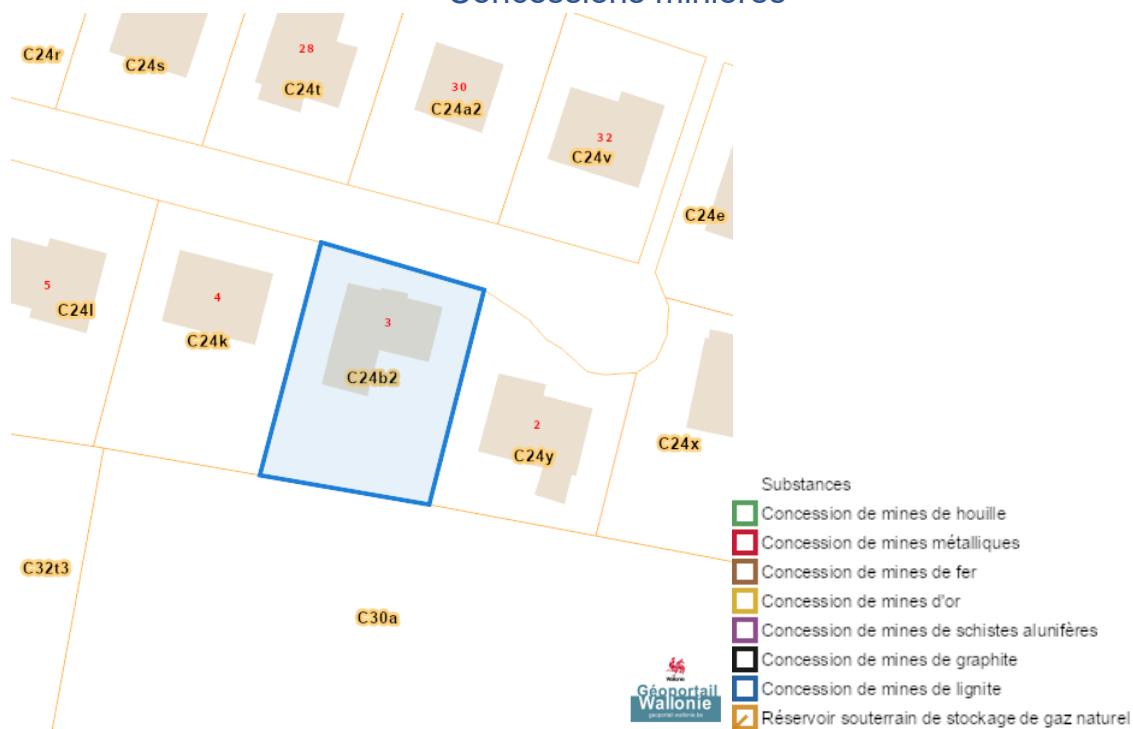 Concessions minières
C24r
C24s
28
C24t
30
C24a2
32
C24v
C24e
5
C24l
4
C24k
3
C24b2
2
C24y
C24x
C32t3
C30a
Wallonie
Géoportail
Wallonie
geoportail.wallonie.be
Substances
Concession de mines de houille
Concession de mines métalliques
Concession de mines de fer
Concession de mines d'or
Concession de mines de schistes alunifères
Concession de mines de graphite
Concession de mines de lignite
Réservoir souterrain de stockage de gaz naturel